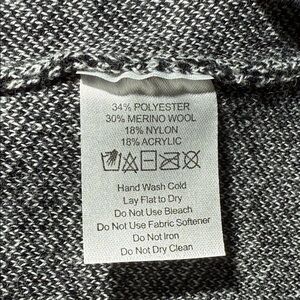 34% POLYESTER
30% MERINO WOOL
18% NYLON
18% ACRYLIC
Hand Wash Cold
Lay Flat to Dry
Do Not Use Bleach
Do Not Use Fabric Softener
Do Not Iron
Do Not Dry Clean